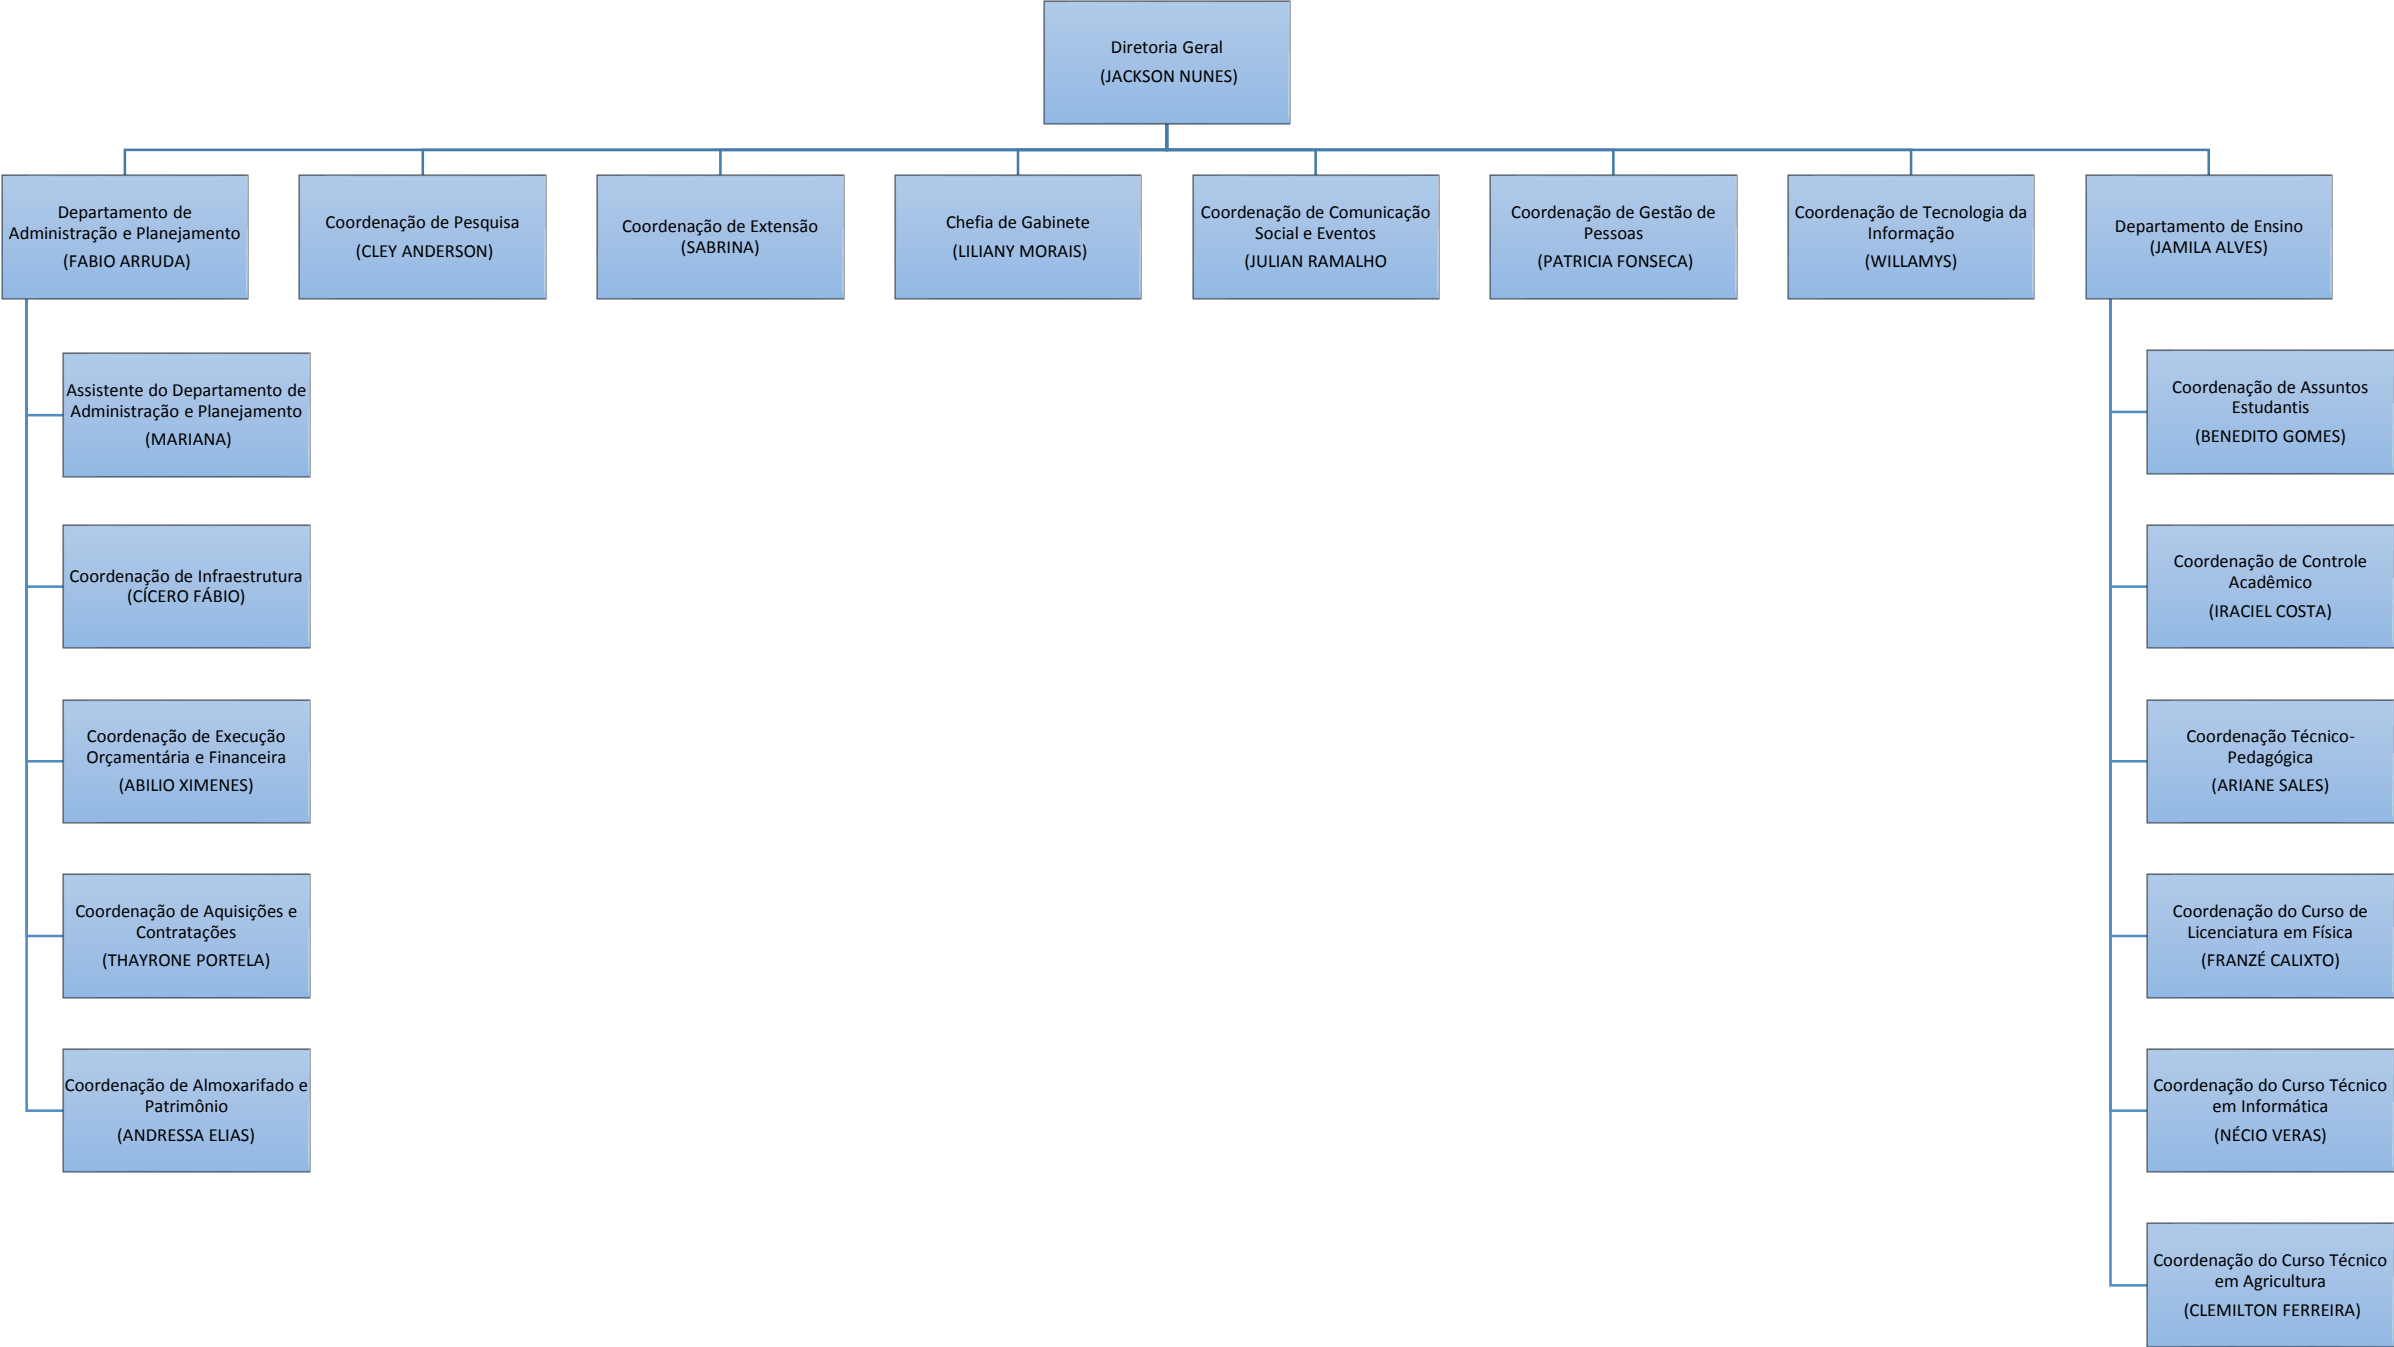 Diretoria Geral
(JACKSON NUNES)
Departamento de
Administração e Planejamento
(FABIO ARRUDA)
Coordenação de Pesquisa
(CLEY ANDERSON)
Coordenação de Extensão
(SABRINA)
Chefia de Gabinete
(LILIANY MORAIS)
Coordenação de Comunicação
Social e Eventos
(JULIAN RAMALHO
Coordenação de Gestão de
Pessoas
(PATRICIA FONSECA)
Coordenação de Tecnologia da
Informação
(WILLAMYS)
Departamento de Ensino
(JAMILA ALVES)
Assistente do Departamento de
Administração e Planejamento
(MARIANA)
Coordenação de Infraestrutura
(CÍCERO FÁBIO)
Coordenação de Execução
Orçamentária e Financeira
(ABILIO XIMENES)
Coordenação de Aquisições e
Contratações
(THAYRONE PORTELA)
Coordenação de Almoxarifado e
Patrimônio
(ANDRESSA ELIAS)
Coordenação de Assuntos
Estudantis
(BENEDITO GOMES)
Coordenação de Controle
Acadêmico
(IRACIEL COSTA)
Coordenação Técnico-
Pedagógica
(ARIANE SALES)
Coordenação do Curso de
Licenciatura em Física
(FRANZÉ CALIXTO)
Coordenação do Curso Técnico
em Informática
(NÉCIO VERAS)
Coordenação do Curso Técnico
em Agricultura
(CLEMILTON FERREIRA)